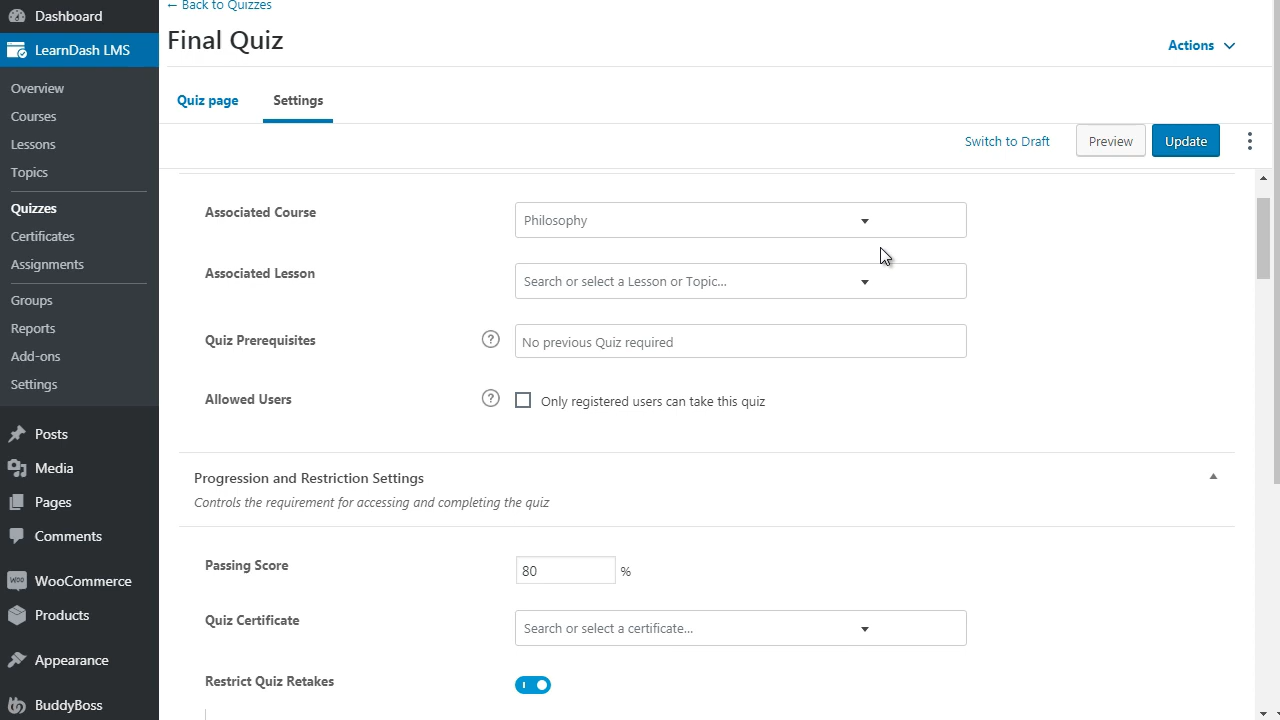 Dashboard
LearnDash LMS
Overview
Courses
Lessons
Topics
Quizzes
Certificates
Assignments
Groups
Reports
Add-ons
Settings
Posts
Media
Pages
Comments
WooCommerce
Products
Appearance
BuddyBoss
← Back to Quizzes
Final Quiz
Actions
Quiz page
Settings
Switch to Draft
Preview
Update
Associated Course
Philosophy
Associated Lesson
Search or select a Lesson or Topic...
Quiz Prerequisites
?
No previous Quiz required
Allowed Users
?
Only registered users can take this quiz
Progression and Restriction Settings
Controls the requirement for accessing and completing the quiz
Passing Score
80 %
Quiz Certificate
Search or select a certificate...
Restrict Quiz Retakes